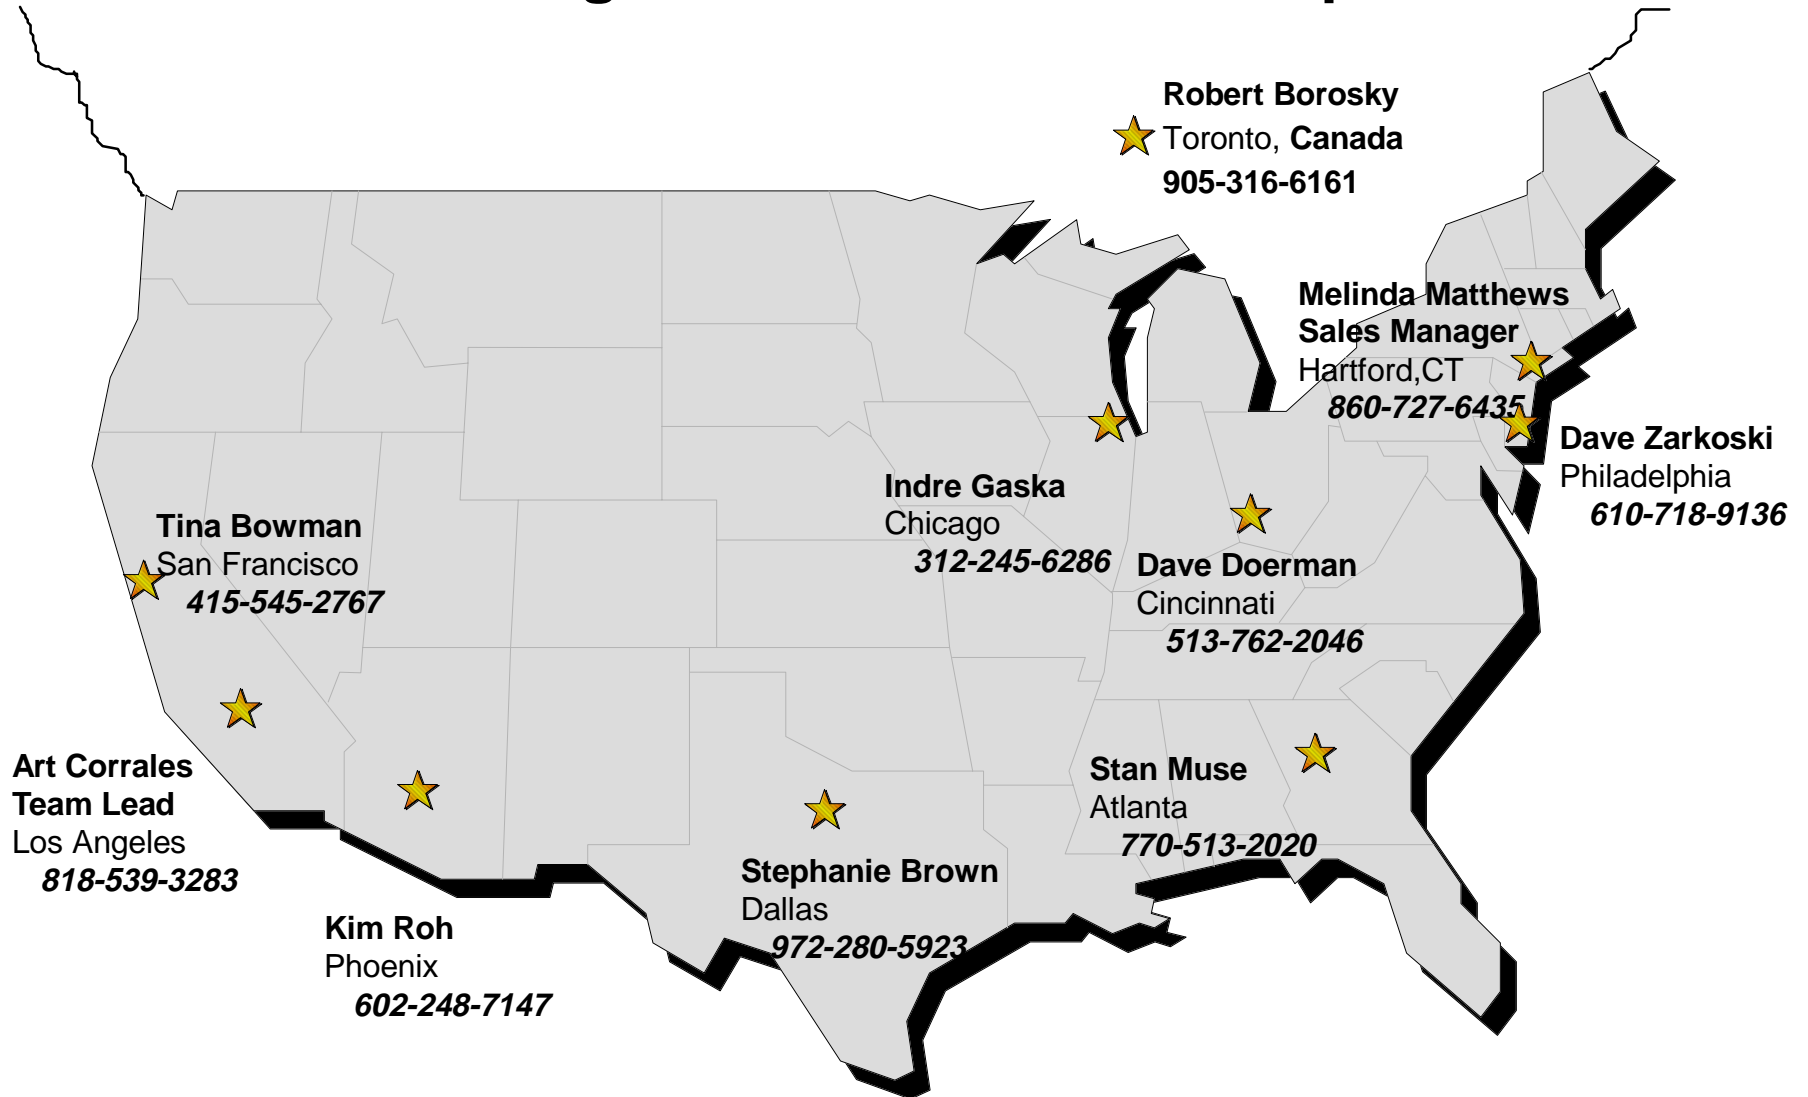 Robert Borosky
Toronto, Canada
905-316-6161
Melinda Matthews
Sales Manager
Hartford,CT
860-727-6435
Dave Zarkoski
Philadelphia
610-718-9136
Indre Gaska
Chicago
312-245-6286
Tina Bowman
San Francisco
415-545-2767
Dave Doerman
Cincinnati
513-762-2046
Art Corrales
Team Lead
Los Angeles
818-539-3283
Stan Muse
Atlanta
770-513-2020
Stephanie Brown
Dallas
972-280-5923
Kim Roh
Phoenix
602-248-7147